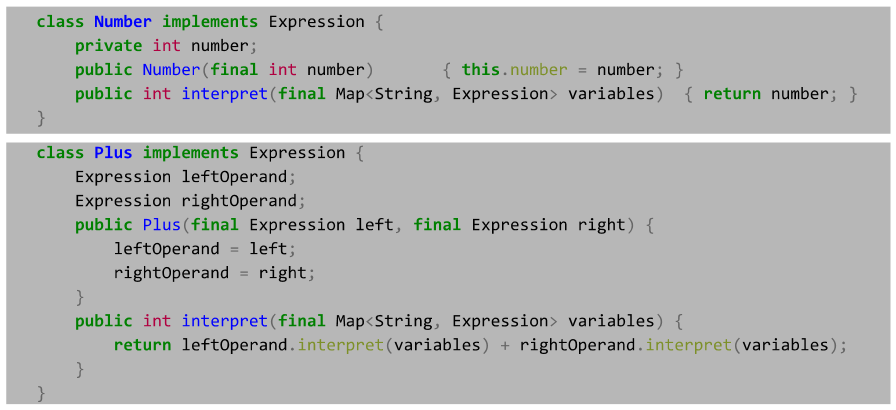 class Number implements Expression {
    private int number;
    public Number(final int number)       { this.number = number; }
    public int interpret(final Map<String, Expression> variables)  { return number; }
}
class Plus implements Expression {
    Expression leftOperand;
    Expression rightOperand;
    public Plus(final Expression left, final Expression right) {
        leftOperand = left;
        rightOperand = right;
    }
    public int interpret(final Map<String, Expression> variables) {
        return leftOperand.interpret(variables) + rightOperand.interpret(variables);
    }
}